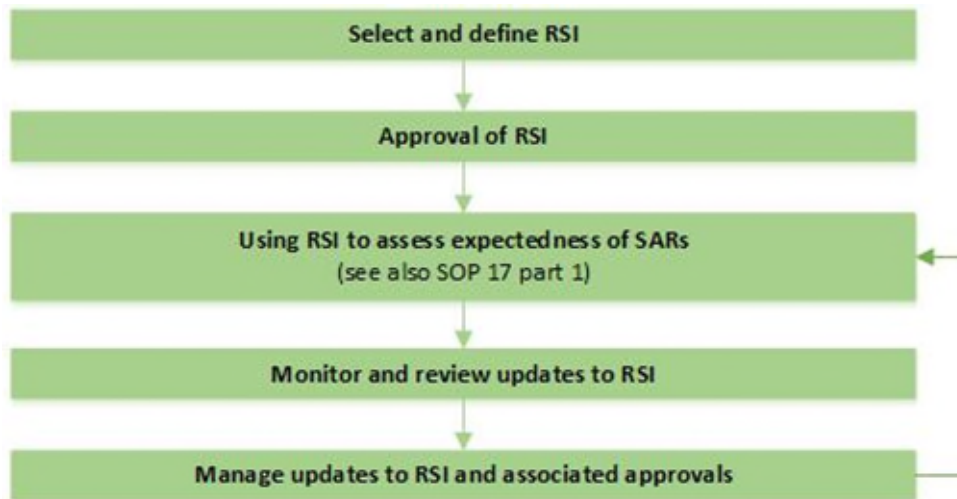 Select and define RSI
Approval of RSI
Using RSI to assess expectedness of SARs
(see also SOP 17 part 1)
Monitor and review updates to RSI
Manage updates to RSI and associated approvals